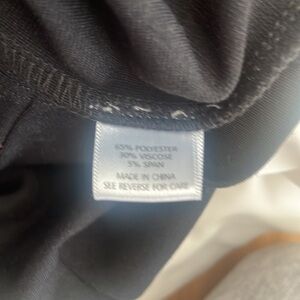 65% POLYESTER
30% VISCOSE
5% SPAN
MADE IN CHINA
SEE REVERSE FOR CARE